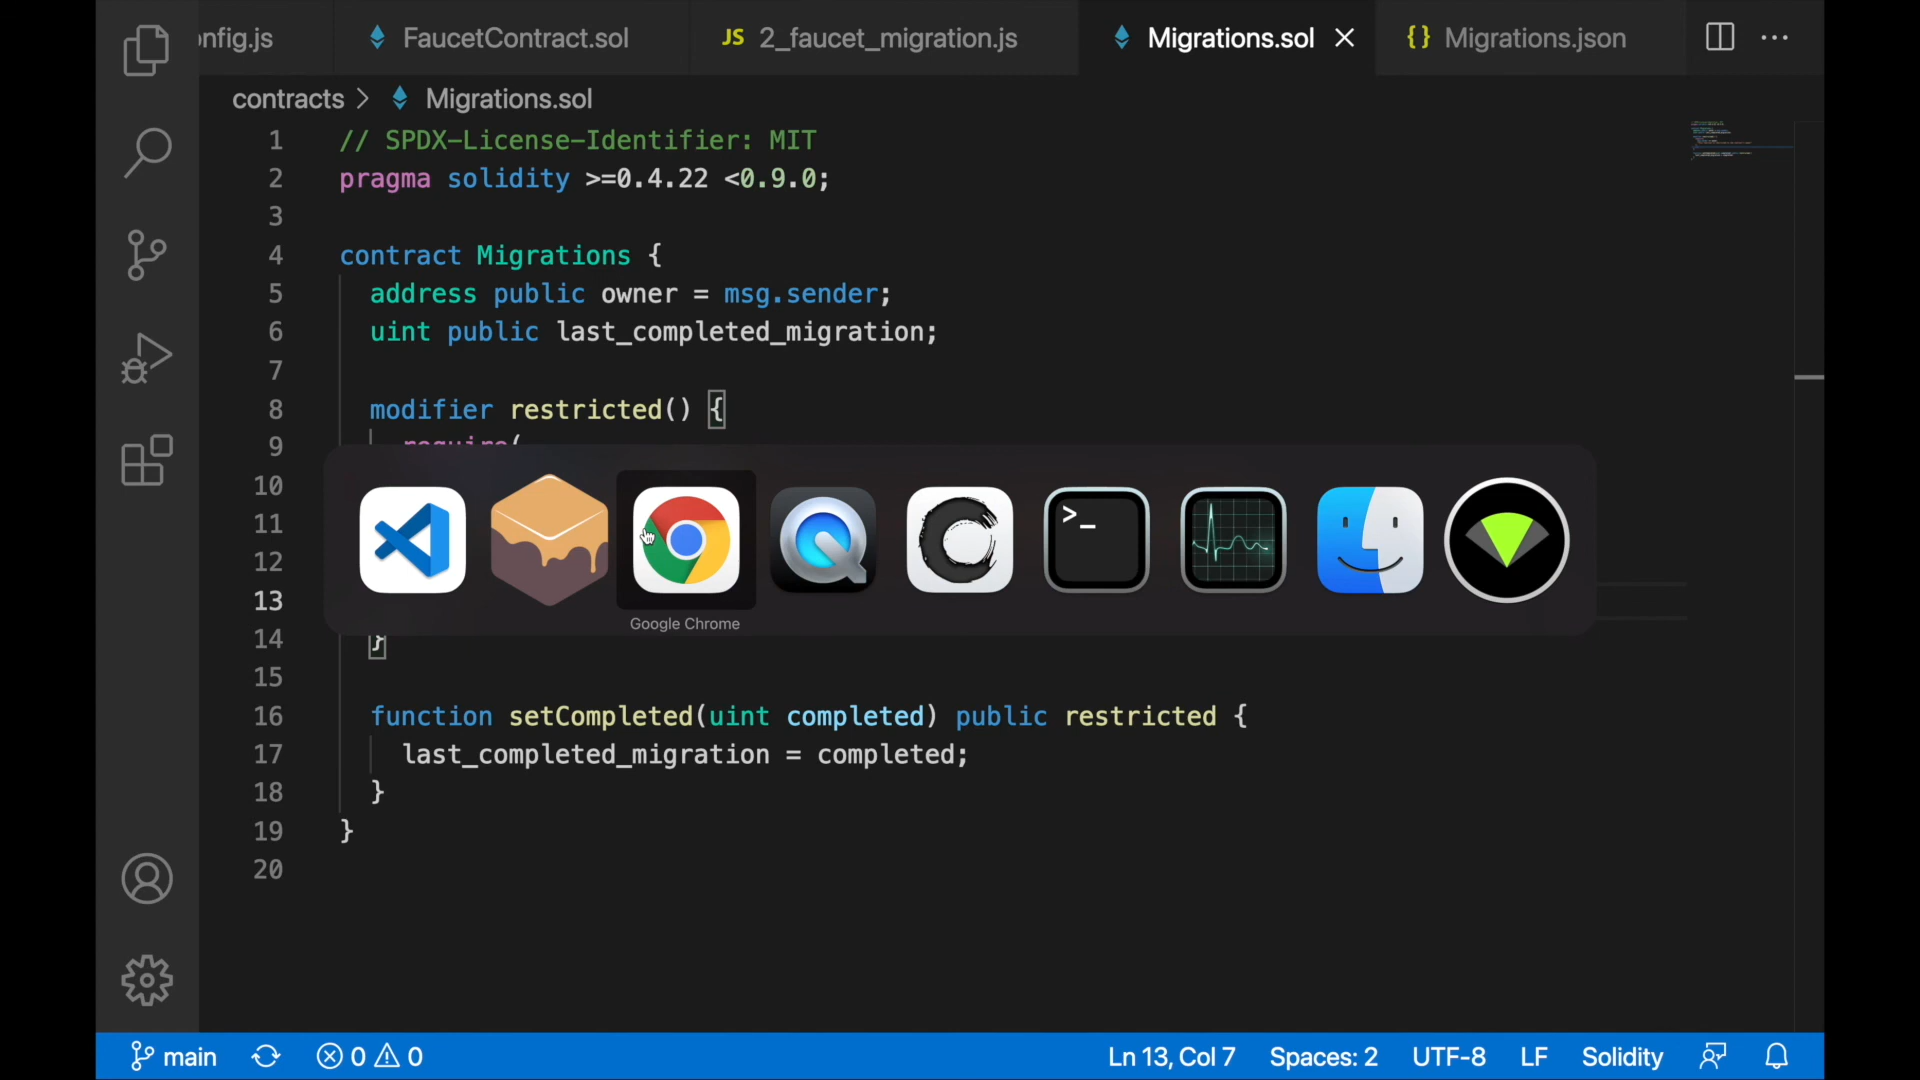 onfig.js
FaucetContract.sol
JS 2_faucet_migration.js
Migrations.sol
{} Migrations.json
contracts > Migrations.sol
1 // SPDX-License-Identifier: MIT
2 pragma solidity >=0.4.22 <0.9.0;
3
4 contract Migrations {
5 address public owner = msg.sender;
6 uint public last_completed_migration;
7
8 modifier restricted() {
9 require(
10
11
12
13
14 }
15
16 function setCompleted(uint completed) public restricted {
17 last_completed_migration = completed;
18 }
19 }
20
>_
Google Chrome
main
0
0
Ln 13, Col 7
Spaces: 2
UTF-8
LF
Solidity